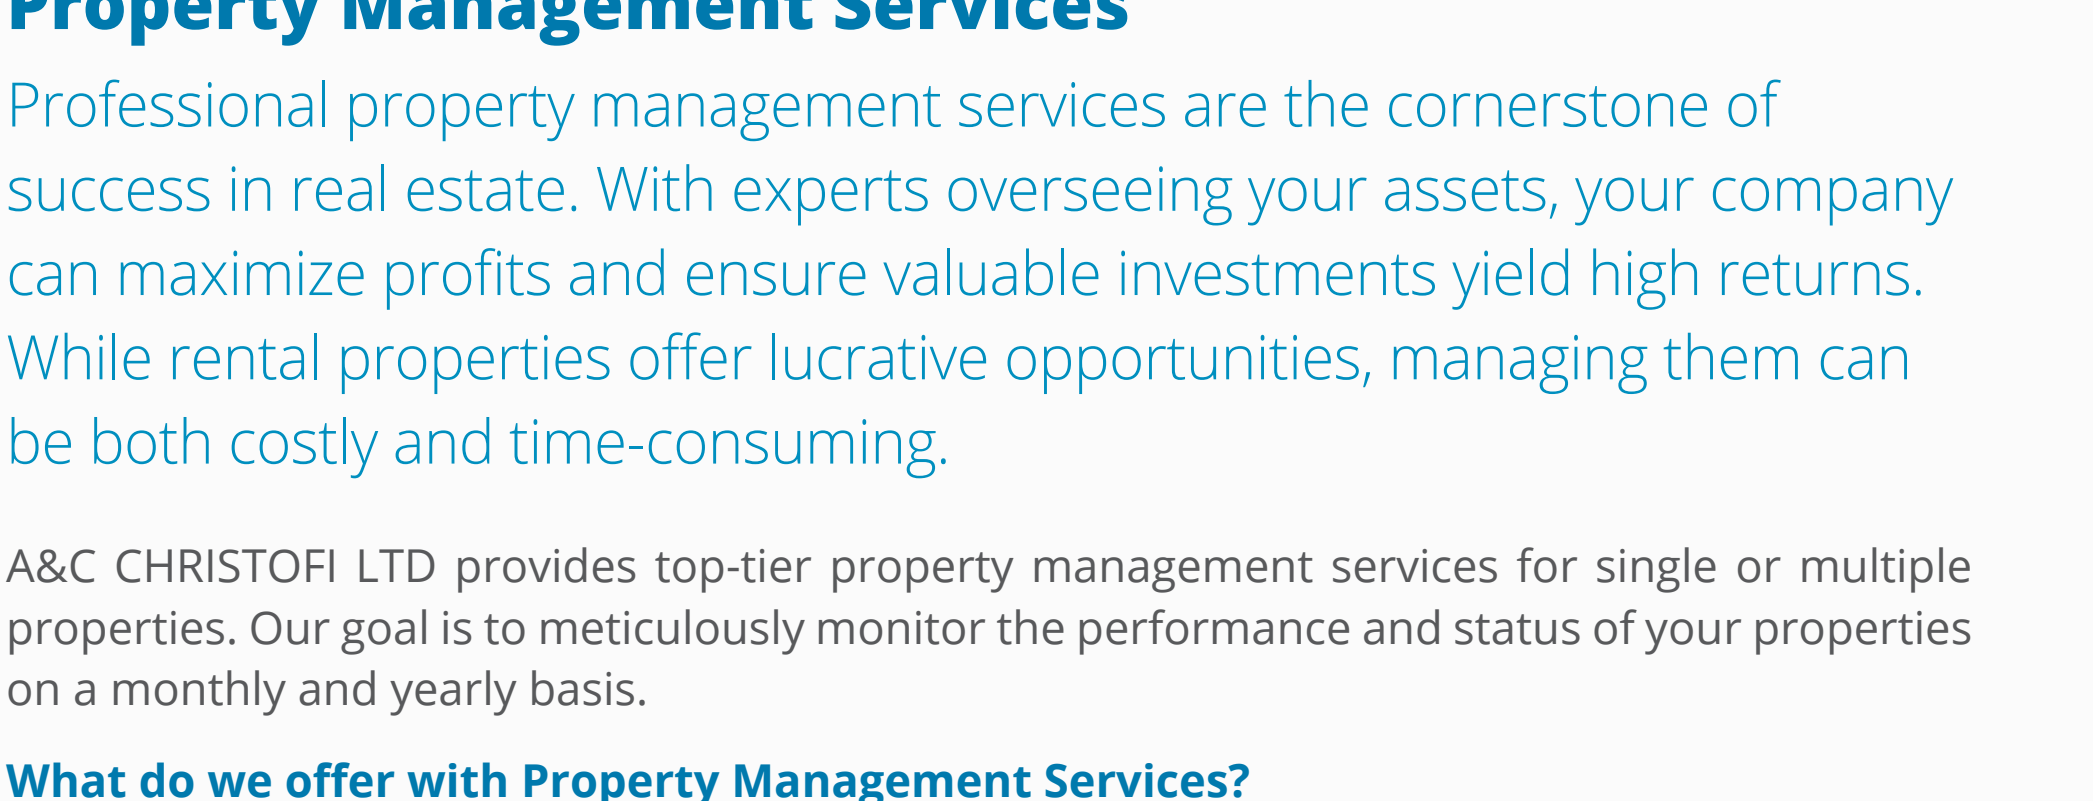 Property Management Services
Professional property management services are the cornerstone of
success in real estate. With experts overseeing your assets, your company
can maximize profits and ensure valuable investments yield high returns.
While rental properties offer lucrative opportunities, managing them can
be both costly and time-consuming.
A&C CHRISTOFI LTD provides top-tier property management services for single or multiple
properties. Our goal is to meticulously monitor the performance and status of your properties
on a monthly and yearly basis.
What do we offer with Property Management Services?